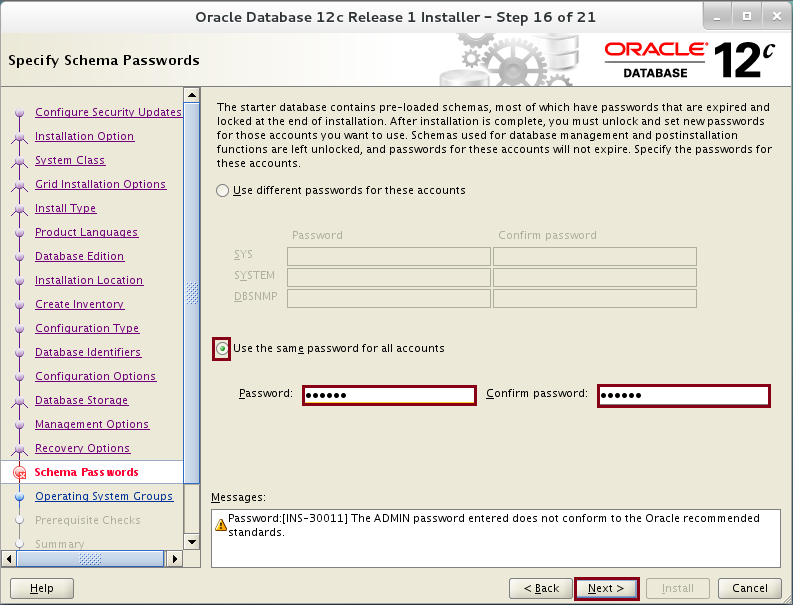 Oracle Database 12c Release 1 Installer – Step 16 of 21
Specify Schema Passwords
ORACLE®
DATABASE
12c
Configure Security Updates
Installation Option
System Class
Grid Installation Options
Install Type
Product Languages
Database Edition
Installation Location
Create Inventory
Configuration Type
Database Identifiers
Configuration Options
Database Storage
Management Options
Recovery Options
Schema Passwords
Operating System Groups
Prerequisite Checks
Summary
The starter database contains pre-loaded schemas, most of which have passwords that are expired and
locked at the end of installation. After installation is complete, you must unlock and set new passwords
for those accounts you want to use. Schemas used for database management and postinstallation
functions are left unlocked, and passwords for these accounts will not expire. Specify the passwords for
these accounts.
Use different passwords for these accounts
Password Confirm password
SYS
SYSTEM
DBSNMP
Use the same password for all accounts
Password: •••••• Confirm password: ••••••
Messages:
Password:[INS-30011] The ADMIN password entered does not conform to the Oracle recommended
standards.
Help < Back Next > Install Cancel